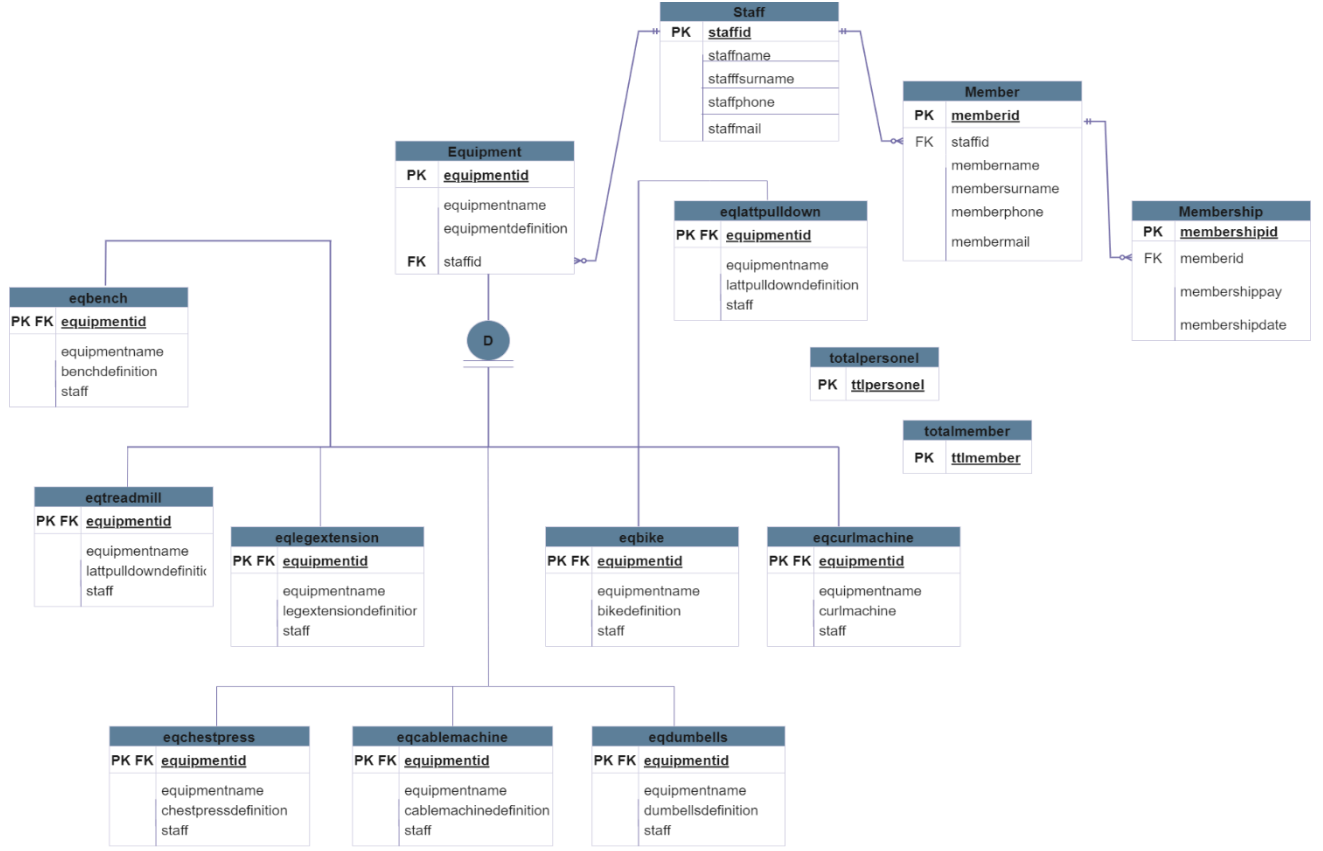 Staff
PK staffid
staffname
stafffsurname
staffphone
staffmail
Member
PK memberid
FK staffid
membername
membersurname
memberphone
membermail
Equipment
PK equipmentid
equipmentname
equipmentdefinition
FK staffid
eqlattpulldown
PK FK equipmentid
equipmentname
lattpulldowndefinition
staff
Membership
PK membershipid
FK memberid
membershippay
membershipdate
eqbench
PK FK equipmentid
equipmentname
benchdefinition
staff
D
totalpersonel
PK ttlpersonel
totalmember
PK ttlmember
eqtreadmill
PK FK equipmentid
equipmentname
lattpulldowndefinitic
staff
eqlegextension
PK FK equipmentid
equipmentname
legextensiondefinitior
staff
eqbike
PK FK equipmentid
equipmentname
bikedefinition
staff
eqcurlmachine
PK FK equipmentid
equipmentname
curlmachine
staff
eqchestpress
PK FK equipmentid
equipmentname
chestpressdefinition
staff
eqcablemachine
PK FK equipmentid
equipmentname
cablemachinedefinition
staff
eqdumbells
PK FK equipmentid
equipmentname
dumbellsdefinition
staff